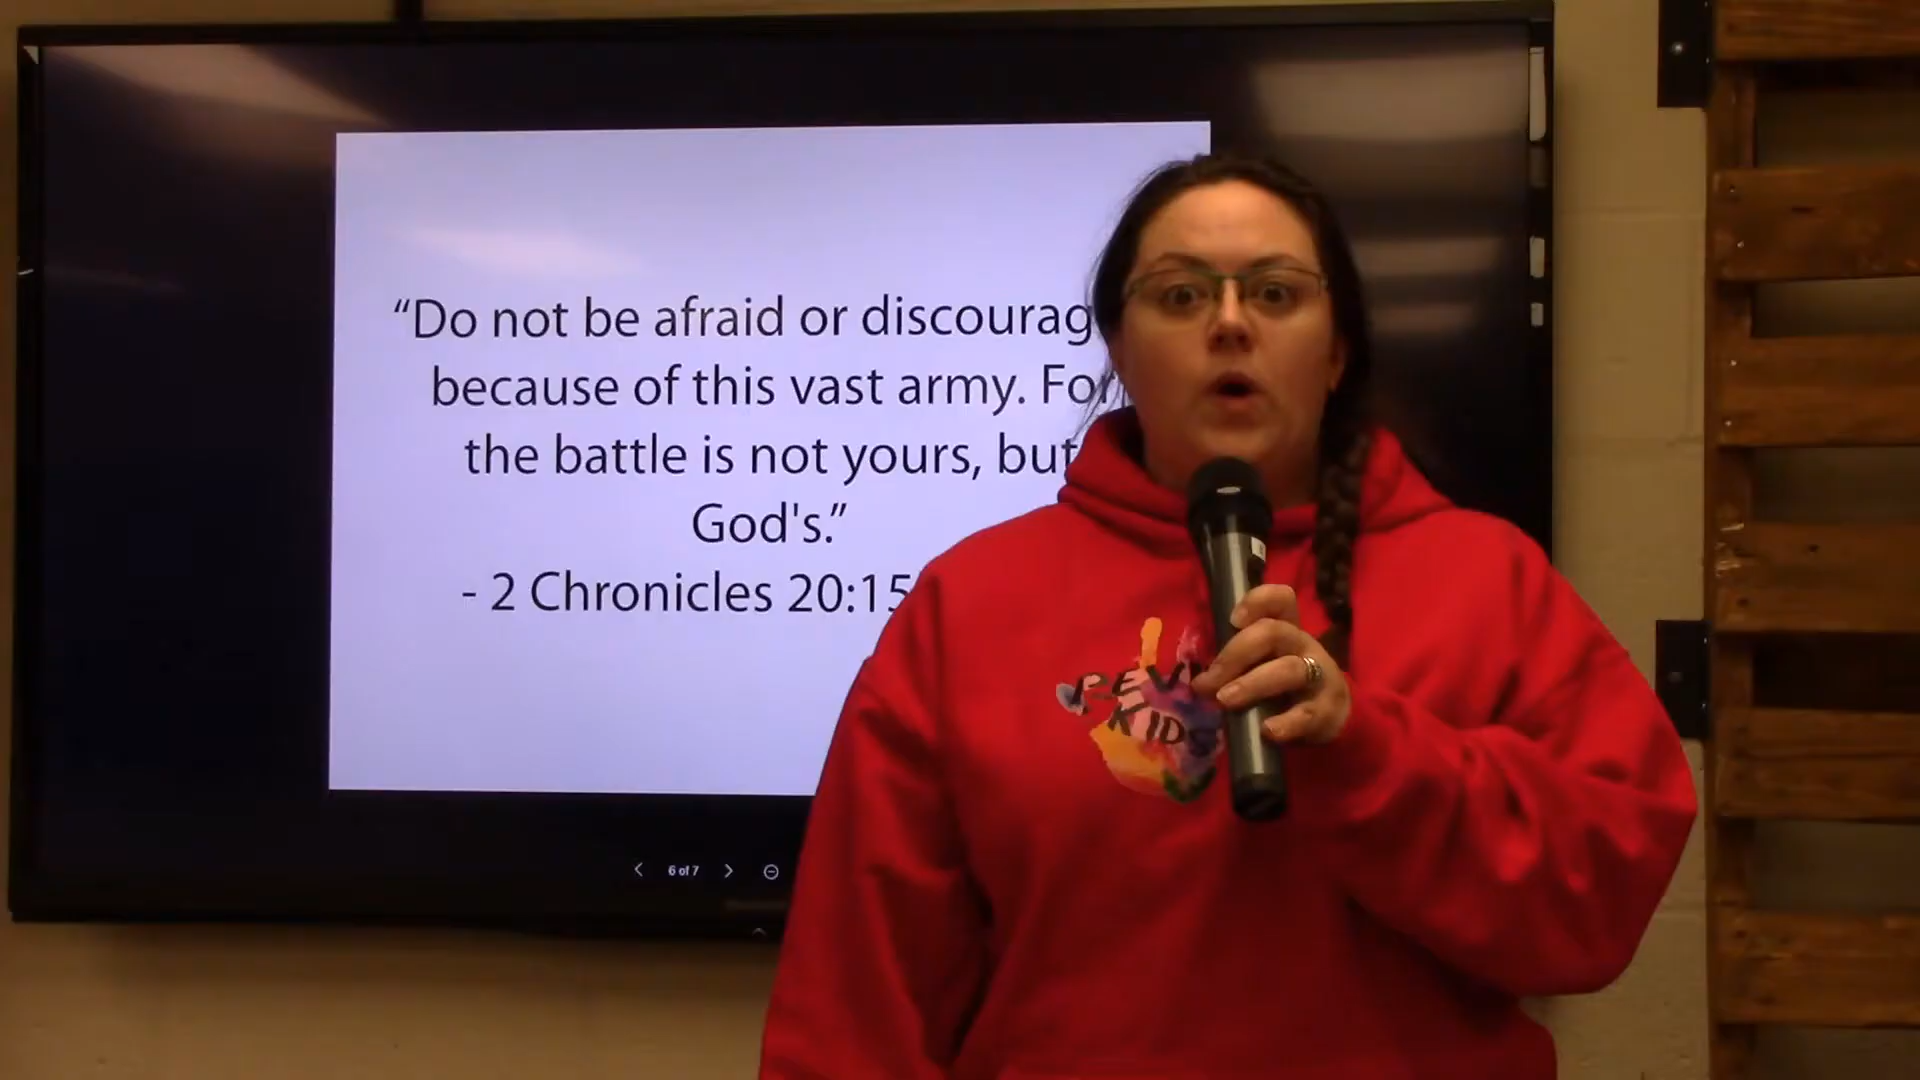 “Do not be afraid or discourag
because of this vast army. For
the battle is not yours, but
God's.”
- 2 Chronicles 20:15
6 of 7
REV
KIDS